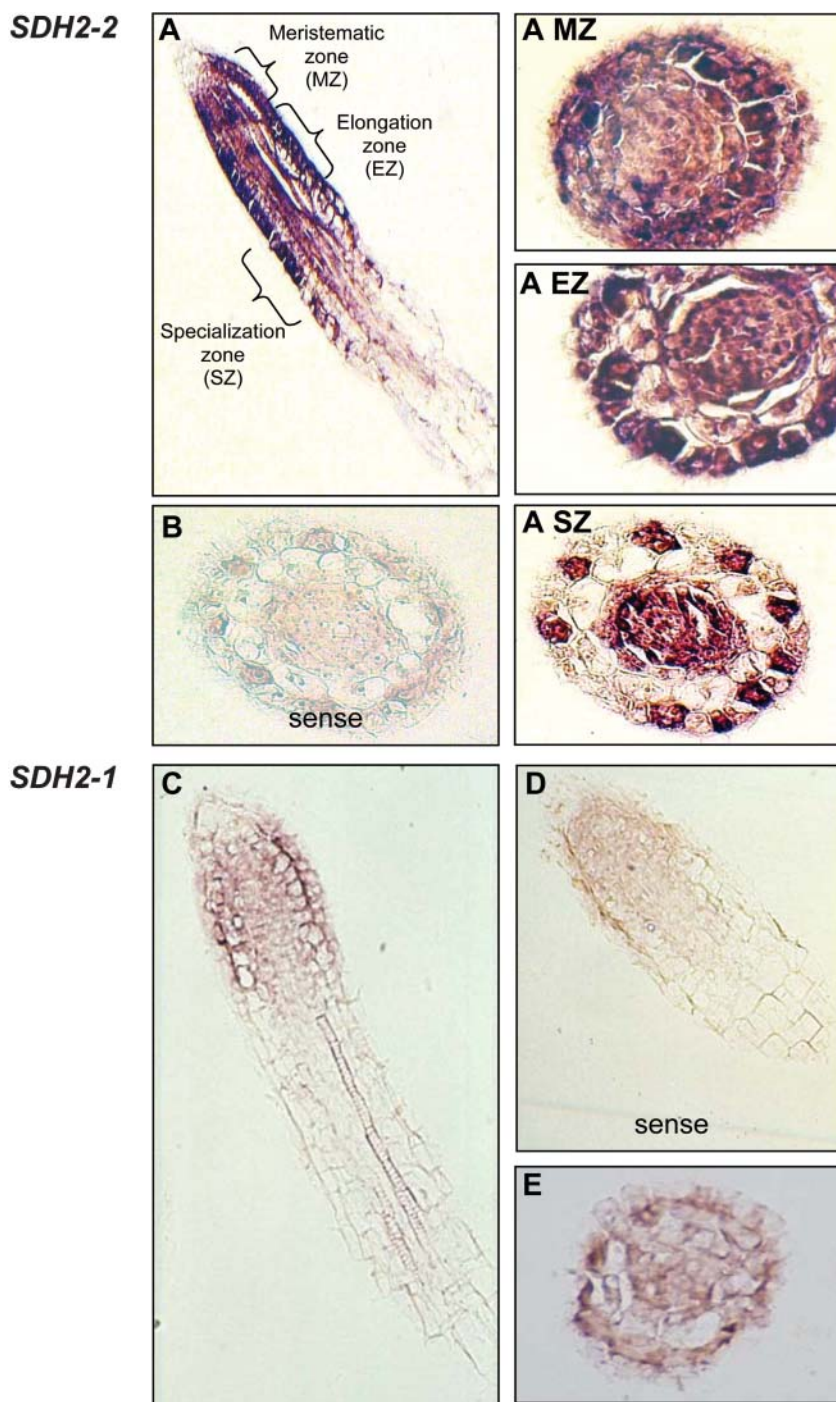 SDH2-2
A
Meristematic
zone
(MZ)
Elongation
zone
(EZ)
Specialization
zone
(SZ)
A MZ
A EZ
B
sense
A SZ
SDH2-1
C
D
sense
E